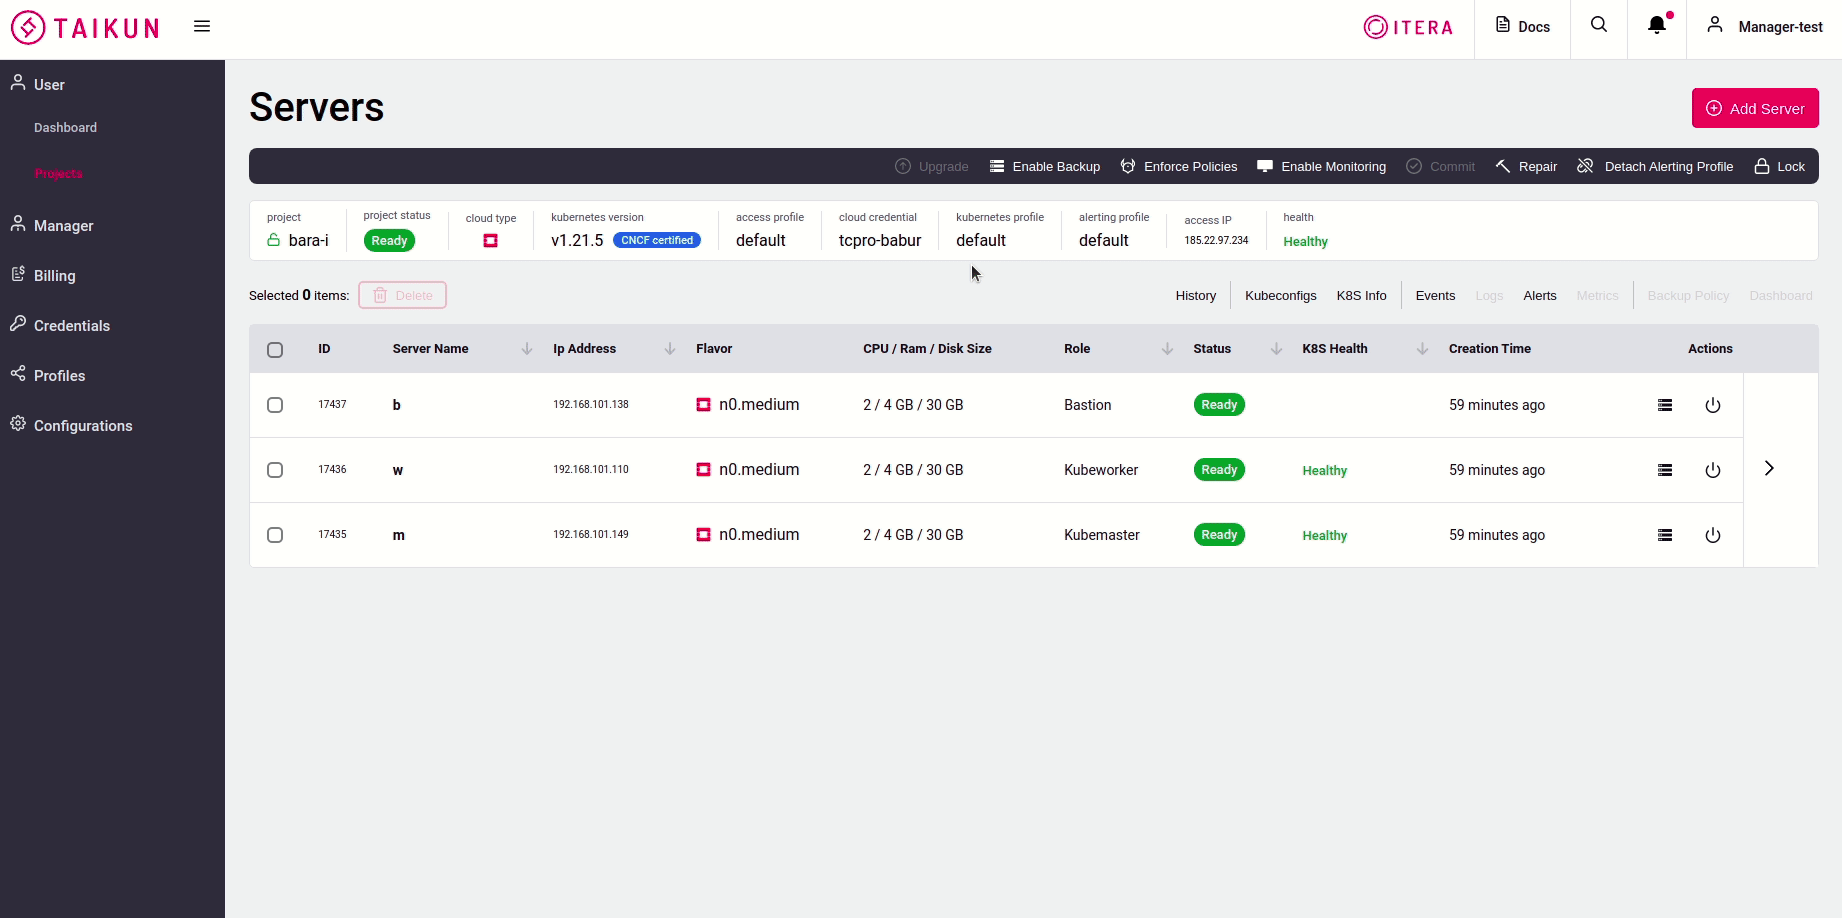 TAIKUN
ITERA
Docs
Manager-test
User
Dashboard
Projects
Manager
Billing
Credentials
Profiles
Configurations
Servers
Add Server
Upgrade Enable Backup Enforce Policies Enable Monitoring Commit Repair Detach Alerting Profile Lock
project project status cloud type kubernetes version access profile cloud credential kubernetes profile alerting profile access IP health
bara-i Ready v1.21.5 CNCF certified default tcpro-babur default default 185.22.97.234 Healthy
Selected 0 items: Delete History Kubeconfigs K8S Info Events Logs Alerts Metrics Backup Policy Dashboard
ID Server Name Ip Address Flavor CPU / Ram / Disk Size Role Status K8S Health Creation Time Actions
17437 b 192.168.101.138 n0.medium 2 / 4 GB / 30 GB Bastion Ready 59 minutes ago
17436 w 192.168.101.110 n0.medium 2 / 4 GB / 30 GB Kubeworker Ready Healthy 59 minutes ago
17435 m 192.168.101.149 n0.medium 2 / 4 GB / 30 GB Kubemaster Ready Healthy 59 minutes ago